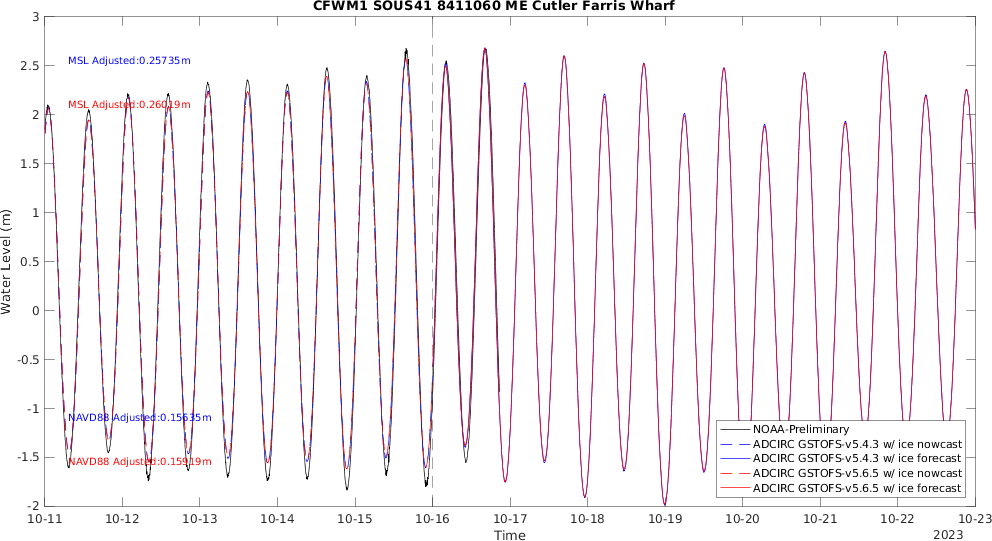 CFWM1 SOUS41 8411060 ME Cutler Farris Wharf
3
2.5
2
1.5
1
0.5
0
-0.5
-1
-1.5
-2
Water Level (m)
MSL Adjusted:0.25735m
MSL Adjusted:0.26019m
NAVD88 Adjusted:0.15635m
NAVD88 Adjusted:0.15919m
NOAA-Preliminary
ADCIRC GSTOFS-v5.4.3 w/ ice nowcast
ADCIRC GSTOFS-v5.4.3 w/ ice forecast
ADCIRC GSTOFS-v5.6.5 w/ ice nowcast
ADCIRC GSTOFS-v5.6.5 w/ ice forecast
10-11 10-12 10-13 10-14 10-15 10-16 10-17 10-18 10-19 10-20 10-21 10-22 10-23
Time
2023